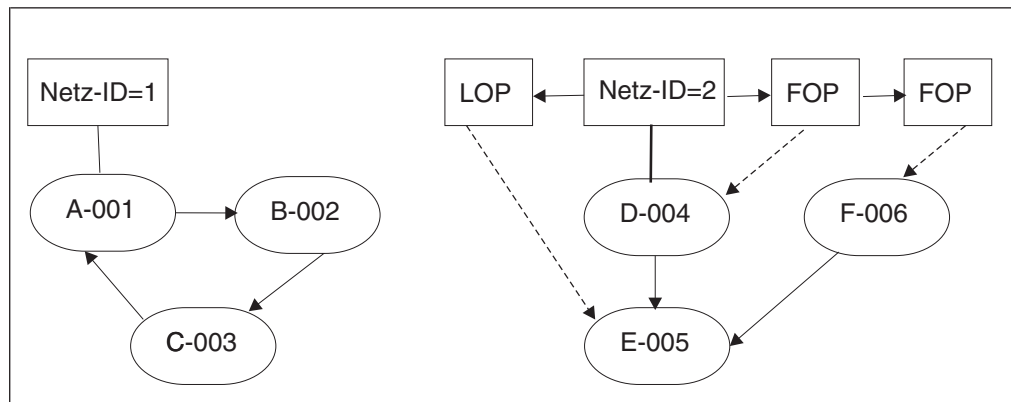 Netz-ID=1
LOP
Netz-ID=2
FOP
FOP
A-001
B-002
D-004
F-006
C-003
E-005